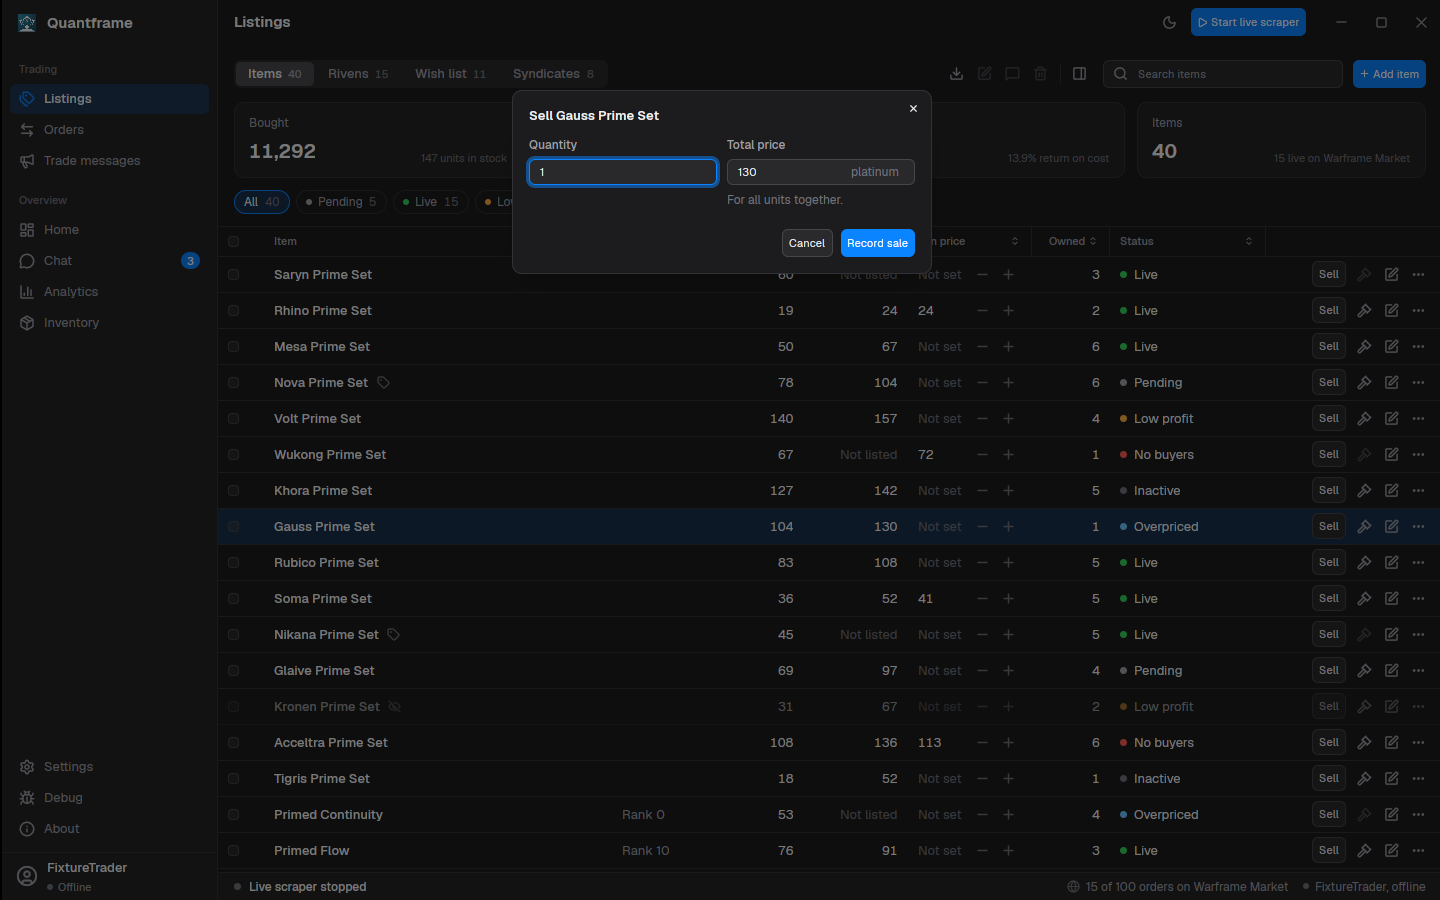 Quantframe
Listings
Start live scraper
Trading
Listings
Orders
Trade messages
Overview
Home
Chat 3
Analytics
Inventory
Settings
Debug
About
FixtureTrader
Offline
Items 40 Rivens 15 Wish list 11 Syndicates 8
Search items
+ Add item
Bought
11,292
147 units in stock
13.9% return on cost
Items
40
15 live on Warframe Market
All 40 Pending 5 Live 15
Sell Gauss Prime Set
Quantity Total price
1 130 platinum
For all units together.
Cancel Record sale
Item price Owned Status
Saryn Prime Set 60 Not listed Not set 3 Live Sell
Rhino Prime Set 19 24 24 2 Live Sell
Mesa Prime Set 50 67 Not set 6 Live Sell
Nova Prime Set 78 104 Not set 6 Pending Sell
Volt Prime Set 140 157 Not set 4 Low profit Sell
Wukong Prime Set 67 Not listed 72 1 No buyers Sell
Khora Prime Set 127 142 Not set 5 Inactive Sell
Gauss Prime Set 104 130 Not set 1 Overpriced Sell
Rubico Prime Set 83 108 Not set 5 Live Sell
Soma Prime Set 36 52 41 5 Live Sell
Nikana Prime Set 45 Not listed Not set 5 Live Sell
Glaive Prime Set 69 97 Not set 4 Pending Sell
Kronen Prime Set 31 67 Not set 2 Low profit Sell
Acceltra Prime Set 108 136 113 6 No buyers Sell
Tigris Prime Set 18 52 Not set 1 Inactive Sell
Primed Continuity Rank 0 53 Not listed Not set 4 Overpriced Sell
Primed Flow Rank 10 76 91 Not set 3 Live Sell
Live scraper stopped
15 of 100 orders on Warframe Market
FixtureTrader, offline